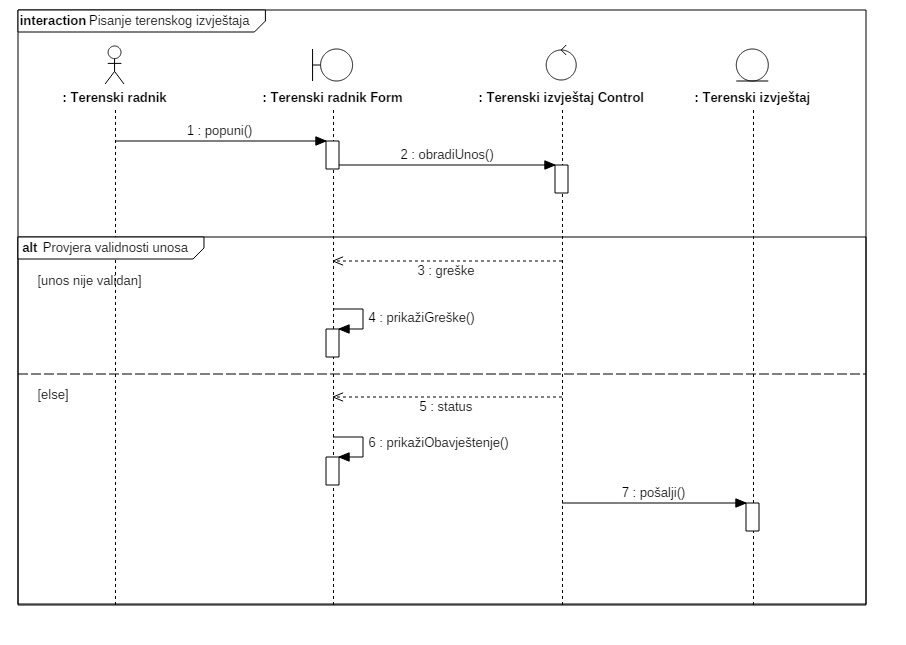 interaction Pisanje terenskog izvještaja
: Terenski radnik
: Terenski radnik Form
: Terenski izvještaj Control
: Terenski izvještaj
1 : popuni()
2 : obradiUnos()
alt Provjera validnosti unosa
3 : greške
[unos nije validan]
4 : prikažiGreške()
[else]
5 : status
6 : prikažiObavještenje()
7 : pošalji()